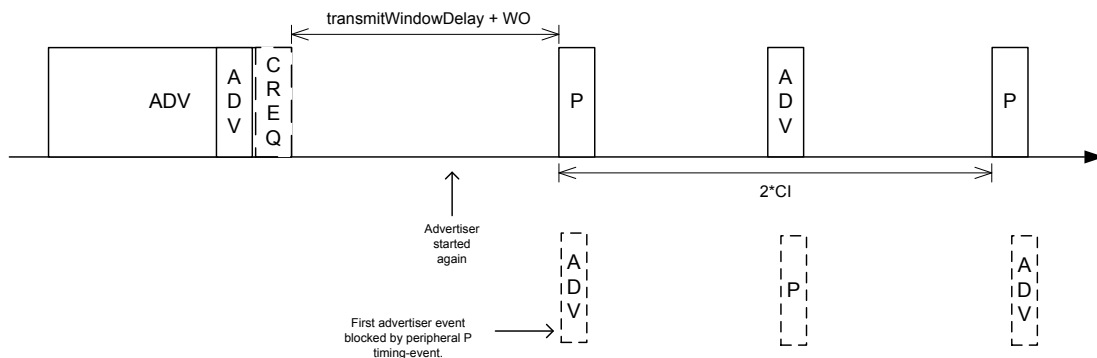 transmitWindowDelay + WO
ADV
A
D
V
C
R
E
Q
P
A
D
V
P
2*CI
Advertiser
started
again
A
D
V
P
A
D
V
First advertiser event
blocked by peripheral P
timing-event.